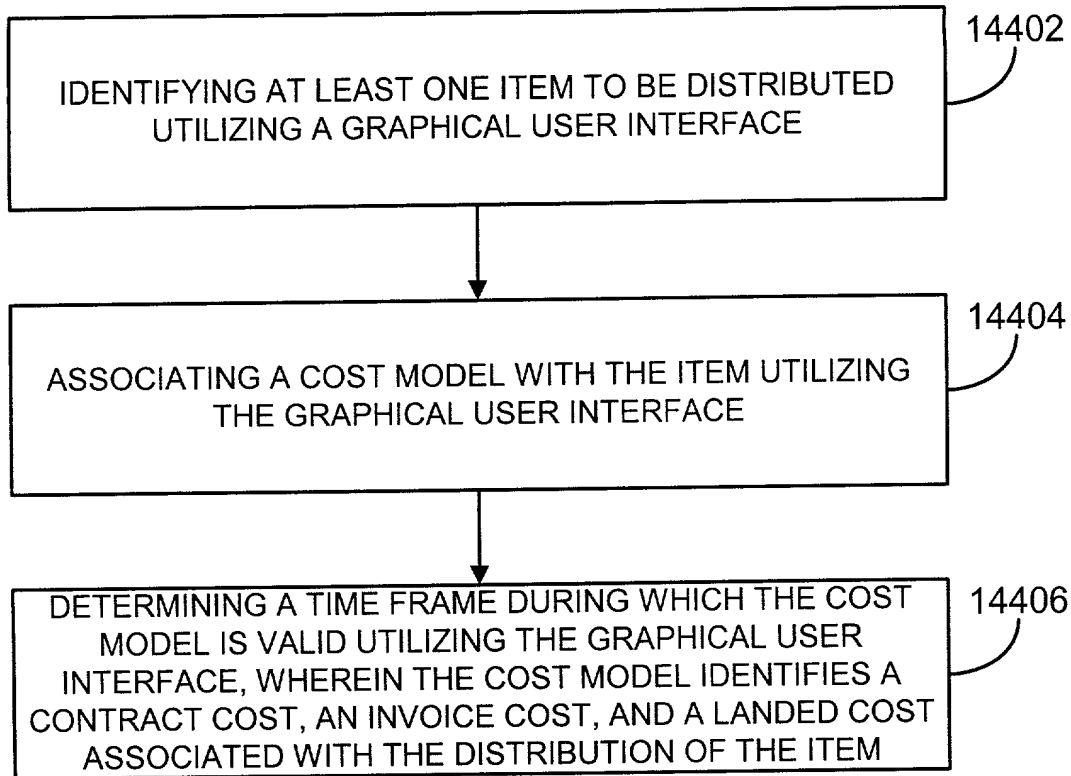 14402
IDENTIFYING AT LEAST ONE ITEM TO BE DISTRIBUTED
UTILIZING A GRAPHICAL USER INTERFACE
14404
ASSOCIATING A COST MODEL WITH THE ITEM UTILIZING
THE GRAPHICAL USER INTERFACE
14406
DETERMINING A TIME FRAME DURING WHICH THE COST
MODEL IS VALID UTILIZING THE GRAPHICAL USER
INTERFACE, WHEREIN THE COST MODEL IDENTIFIES A
CONTRACT COST, AN INVOICE COST, AND A LANDED COST
ASSOCIATED WITH THE DISTRIBUTION OF THE ITEM